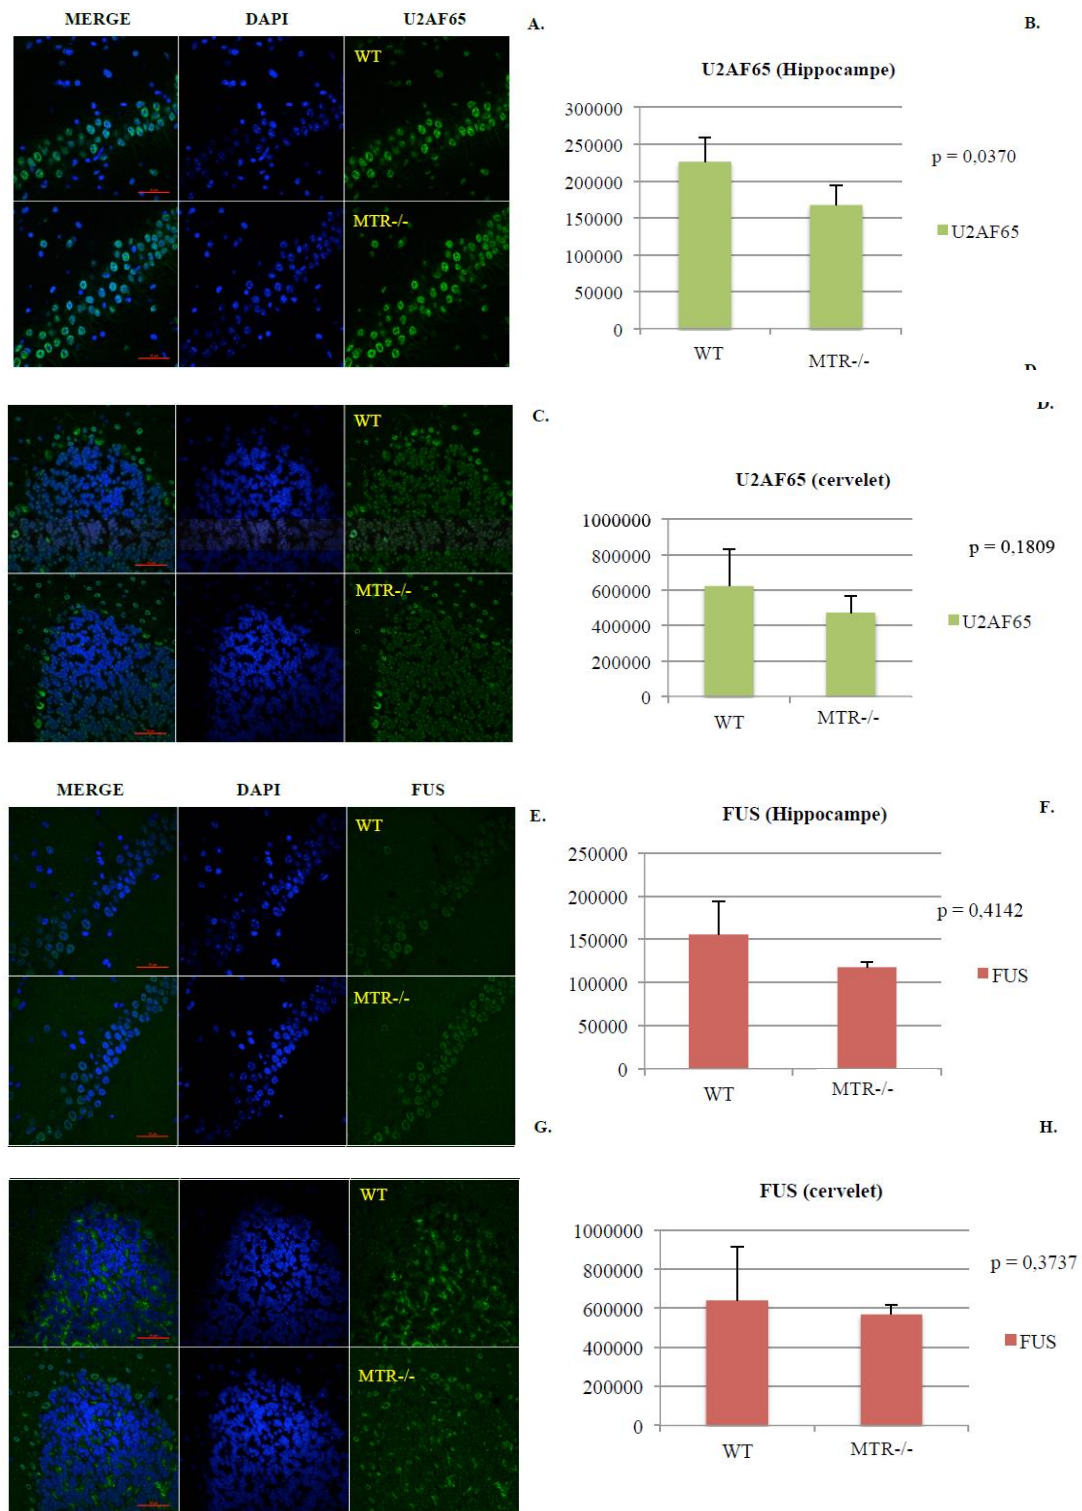 MERGE DAPI U2AF65
A. B.
WT
MTR-/-
U2AF65 (Hippocampe)
300000
250000
200000
150000
100000
50000
0
WT MTR-/-
p = 0,0370
U2AF65
C. D.
WT
MTR-/-
U2AF65 (cervelet)
1000000
800000
600000
400000
200000
0
WT MTR-/-
p = 0,1809
U2AF65
MERGE DAPI FUS
E. F.
WT
MTR-/-
FUS (Hippocampe)
250000
200000
150000
100000
50000
0
WT MTR-/-
p = 0,4142
FUS
G. H.
WT
MTR-/-
FUS (cervelet)
1000000
800000
600000
400000
200000
0
WT MTR-/-
p = 0,3737
FUS